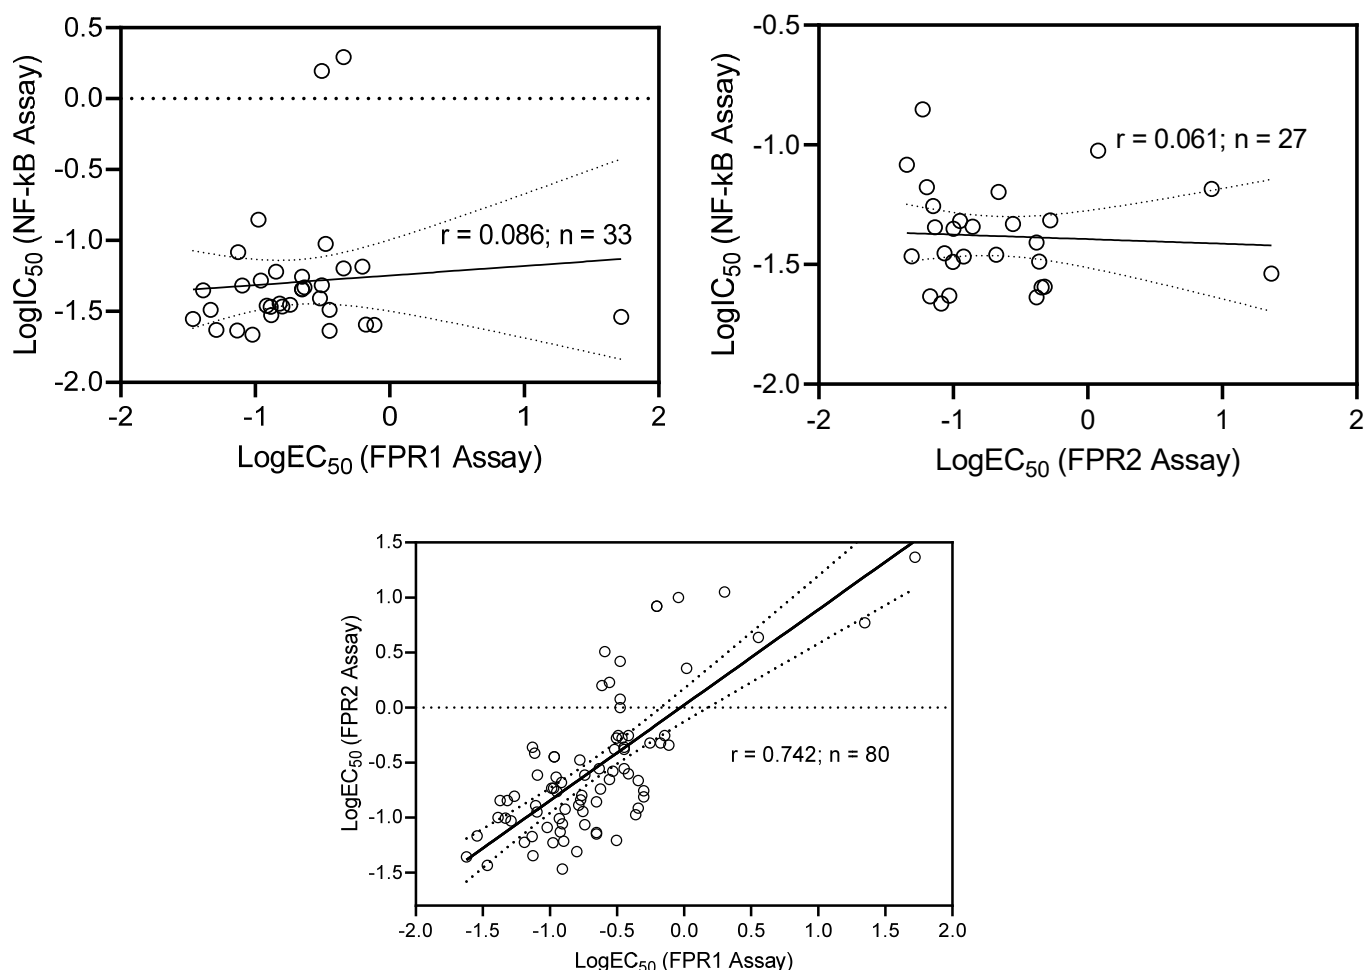 0.5
0.0
-0.5
-1.0
-1.5
-2.0
LogIC50 (NF-kB Assay)
r = 0.086; n = 33
-2 -1 0 1 2
LogEC50 (FPR1 Assay)
-0.5
-1.0
-1.5
-2.0
LogIC50 (NF-kB Assay)
r = 0.061; n = 27
-2 -1 0 1 2
LogEC50 (FPR2 Assay)
1.5
1.0
0.5
0.0
-0.5
-1.0
-1.5
LogEC50 (FPR2 Assay)
r = 0.742; n = 80
-2.0 -1.5 -1.0 -0.5 0.0 0.5 1.0 1.5 2.0
LogEC50 (FPR1 Assay)